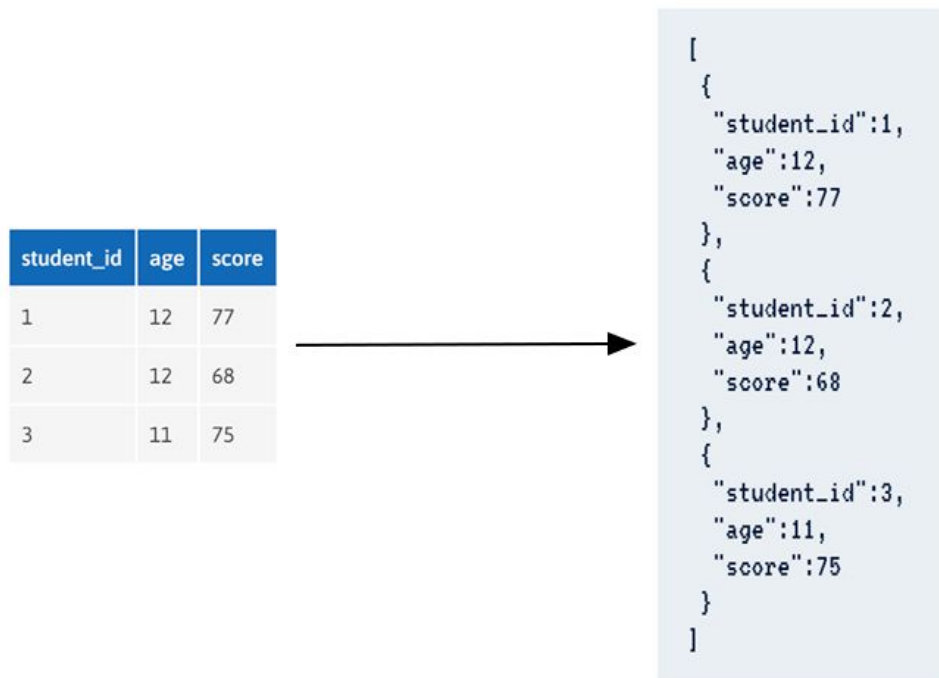 student_id age score
1 12 77
2 12 68
3 11 75
[
{
"student_id":1,
"age":12,
"score":77
},
{
"student_id":2,
"age":12,
"score":68
},
{
"student_id":3,
"age":11,
"score":75
}
]